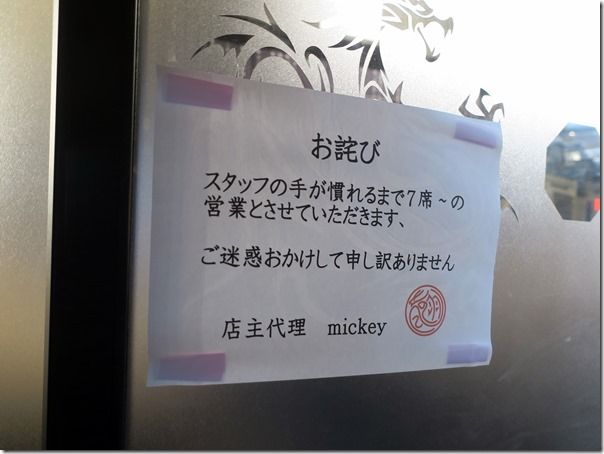 お詫び
スタッフの手が慣れるまで7席~の
営業とさせていただきます、
ご迷惑おかけして申し訳ありません
店主代理 mickey